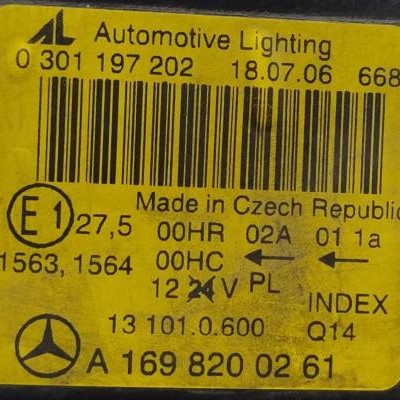 AL Automotive Lighting
0 301 197 202 18.07.06 668
Made in Czech Republic
E1 27,5 00HR 02A 01 1a
1563, 1564 00HC ← ←
12 24 V PL
INDEX
13 101.0.600 Q14
A 169 820 02 61